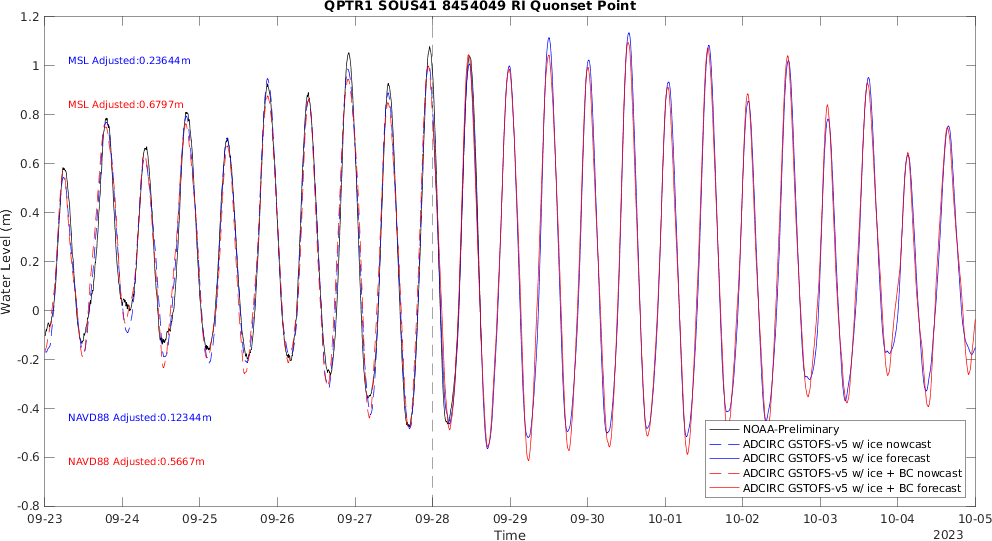 QPTR1 SOUS41 8454049 RI Quonset Point
1.2
1
0.8
0.6
0.4
0.2
0
-0.2
-0.4
-0.6
-0.8
Water Level (m)
MSL Adjusted:0.23644m
MSL Adjusted:0.6797m
NAVD88 Adjusted:0.12344m
NAVD88 Adjusted:0.5667m
NOAA-Preliminary
ADCIRC GSTOFS-v5 w/ ice nowcast
ADCIRC GSTOFS-v5 w/ ice forecast
ADCIRC GSTOFS-v5 w/ ice + BC nowcast
ADCIRC GSTOFS-v5 w/ ice + BC forecast
09-23 09-24 09-25 09-26 09-27 09-28 09-29 09-30 10-01 10-02 10-03 10-04 10-05
Time
2023